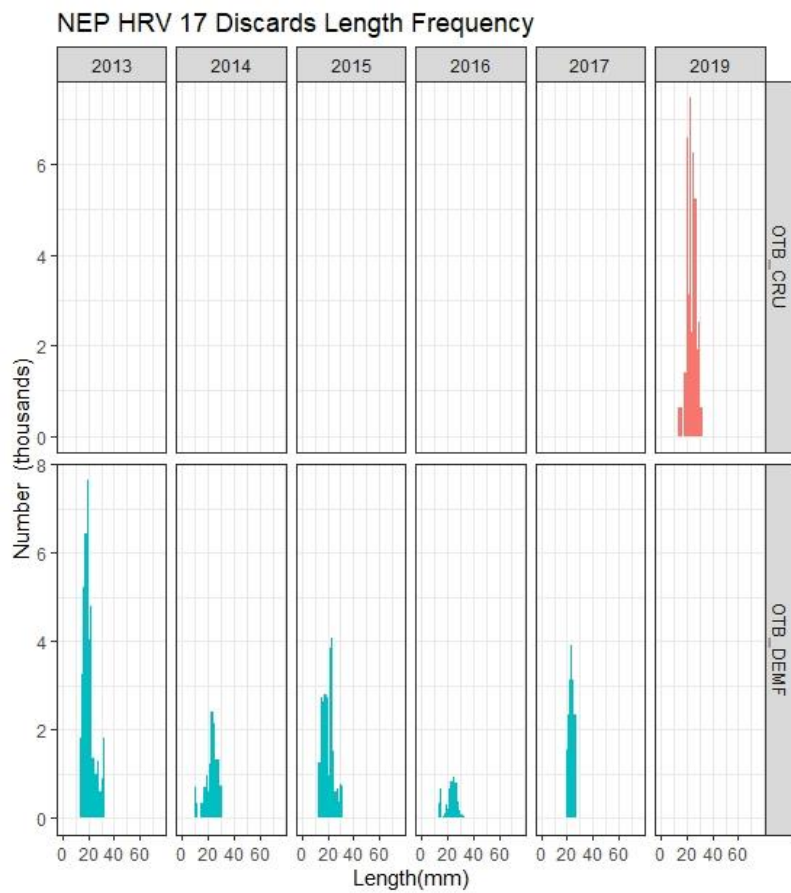 NEP HRV 17 Discards Length Frequency
2013 2014 2015 2016 2017 2019
6
4
2
0
OTB_CRU
Number (thousands)
8
6
4
2
0
OTB_DEMF
0 20 40 60 0 20 40 60 0 20 40 60 0 20 40 60 0 20 40 60 0 20 40 60
Length(mm)